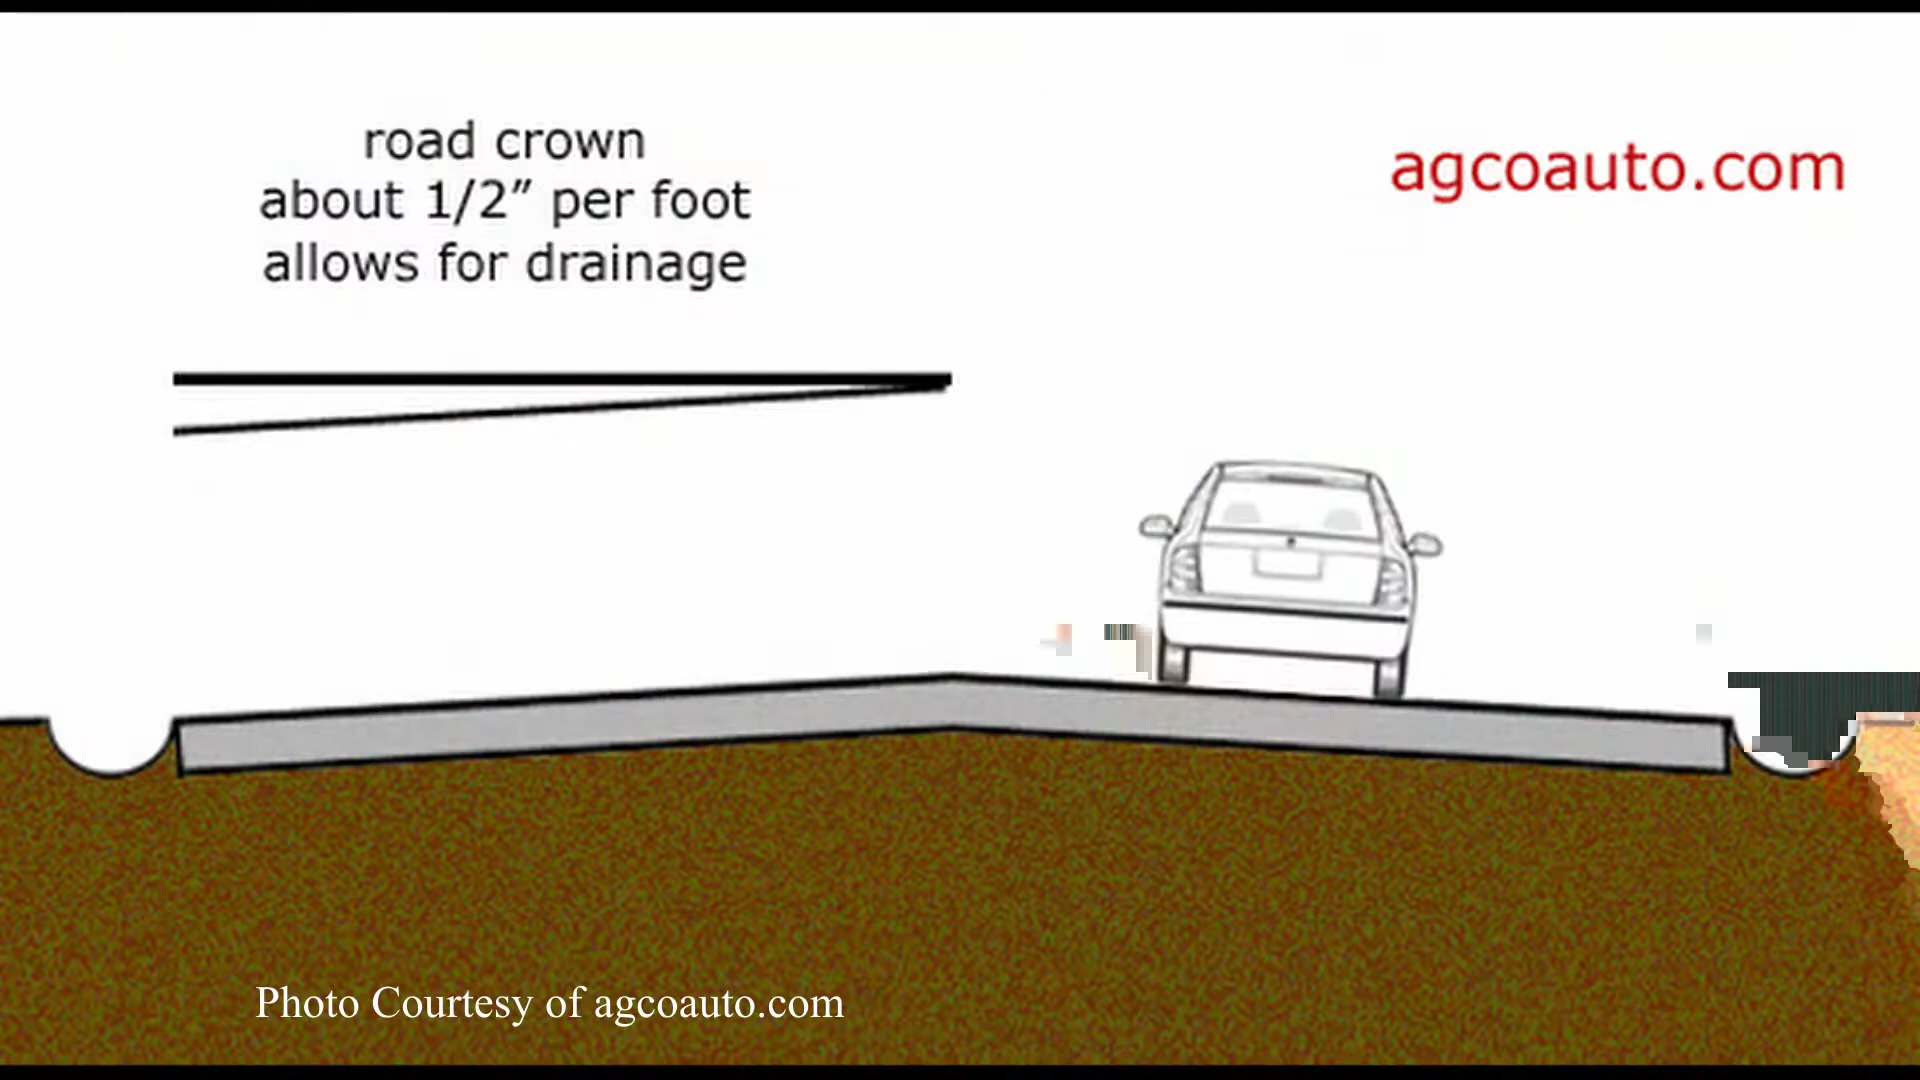 road crown
about 1/2” per foot
allows for drainage
agcoauto.com
Photo Courtesy of agcoauto.com